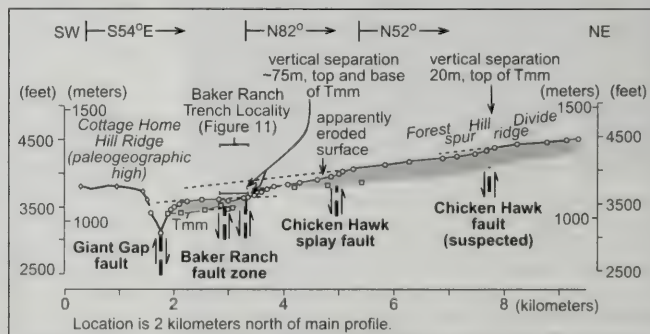 SW S54°E N82° N52° NE
vertical separation
~75m, top and base
of Tmm
vertical separation
20m, top of Tmm
(feet) (meters)
(meters) (feet)
1500
1500
4500
4500
3500
3500
1000
1000
2500
2500
Cottage Home
Hill Ridge
(paleogeographic
high)
Baker Ranch
Trench Locality
(Figure 11)
apparently
eroded
surface
Forest Hill Divide
spur ridge
Tmm
Giant Gap
fault
Baker Ranch
fault zone
Chicken Hawk
splay fault
Chicken Hawk
fault
(suspected)
0 2 4 6 8 (kilometers)
Location is 2 kilometers north of main profile.